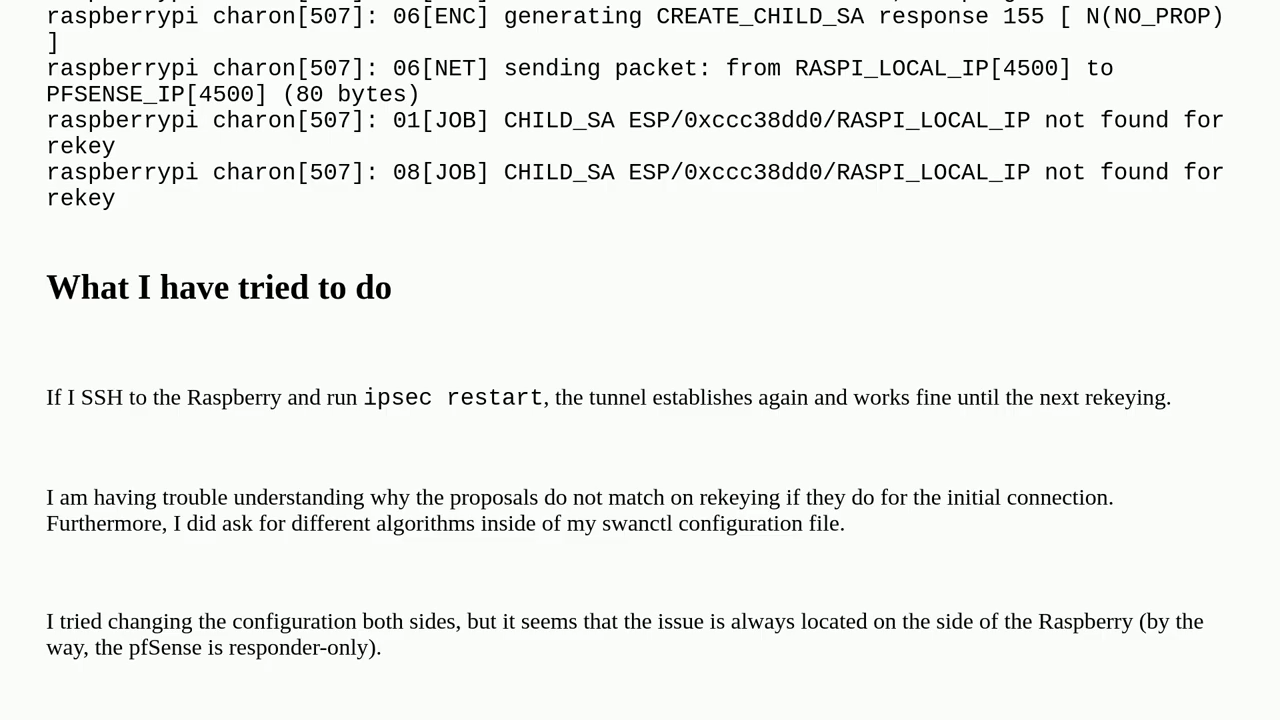 raspberrypi charon[507]: 06[ENC] generating CREATE_CHILD_SA response 155 [ N(NO_PROP)
]
raspberrypi charon[507]: 06[NET] sending packet: from RASPI_LOCAL_IP[4500] to
PFSENSE_IP[4500] (80 bytes)
raspberrypi charon[507]: 01[JOB] CHILD_SA ESP/0xccc38dd0/RASPI_LOCAL_IP not found for
rekey
raspberrypi charon[507]: 08[JOB] CHILD_SA ESP/0xccc38dd0/RASPI_LOCAL_IP not found for
rekey
What I have tried to do
If I SSH to the Raspberry and run ipsec restart, the tunnel establishes again and works fine until the next rekeying.
I am having trouble understanding why the proposals do not match on rekeying if they do for the initial connection.
Furthermore, I did ask for different algorithms inside of my swanctl configuration file.
I tried changing the configuration both sides, but it seems that the issue is always located on the side of the Raspberry (by the
way, the pfSense is responder-only).